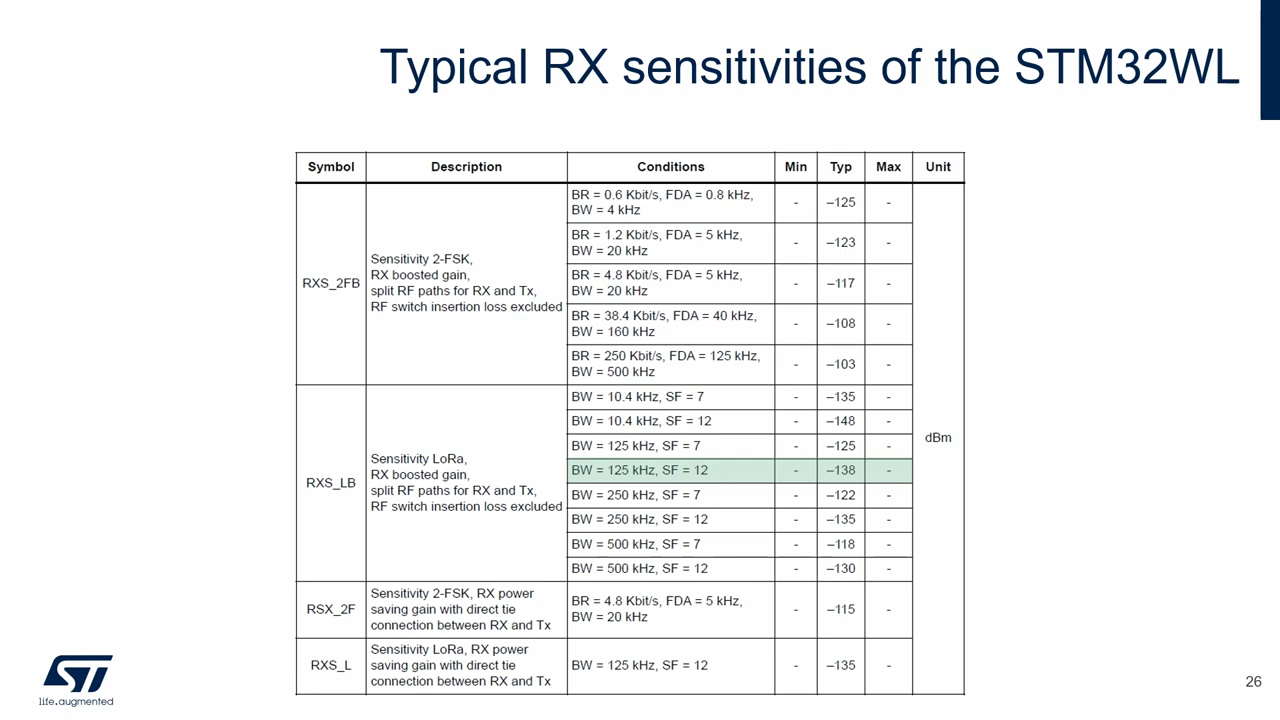 Typical RX sensitivities of the STM32WL
Symbol Description Conditions Min Typ Max Unit
RXS_2FB
Sensitivity 2-FSK,
RX boosted gain,
split RF paths for RX and Tx,
RF switch insertion loss excluded
BR = 0.6 Kbit/s, FDA = 0.8 kHz,
BW = 4 kHz
- –125 -
BR = 1.2 Kbit/s, FDA = 5 kHz,
BW = 20 kHz
- –123 -
BR = 4.8 Kbit/s, FDA = 5 kHz,
BW = 20 kHz
- –117 -
BR = 38.4 Kbit/s, FDA = 40 kHz,
BW = 160 kHz
- –108 -
BR = 250 Kbit/s, FDA = 125 kHz,
BW = 500 kHz
- –103 -
RXS_LB
Sensitivity LoRa,
RX boosted gain,
split RF paths for RX and Tx,
RF switch insertion loss excluded
BW = 10.4 kHz, SF = 7 - –135 -
BW = 10.4 kHz, SF = 12 - –148 -
BW = 125 kHz, SF = 7 - –125 -
BW = 125 kHz, SF = 12 - –138 -
BW = 250 kHz, SF = 7 - –122 -
BW = 250 kHz, SF = 12 - –135 -
BW = 500 kHz, SF = 7 - –118 -
BW = 500 kHz, SF = 12 - –130 -
RSX_2F
Sensitivity 2-FSK, RX power
saving gain with direct tie
connection between RX and Tx
BR = 4.8 Kbit/s, FDA = 5 kHz,
BW = 20 kHz
- –115 -
RXS_L
Sensitivity LoRa, RX power
saving gain with direct tie
connection between RX and Tx
BW = 125 kHz, SF = 12 - –135 -
dBm
ST
life.augmented
26